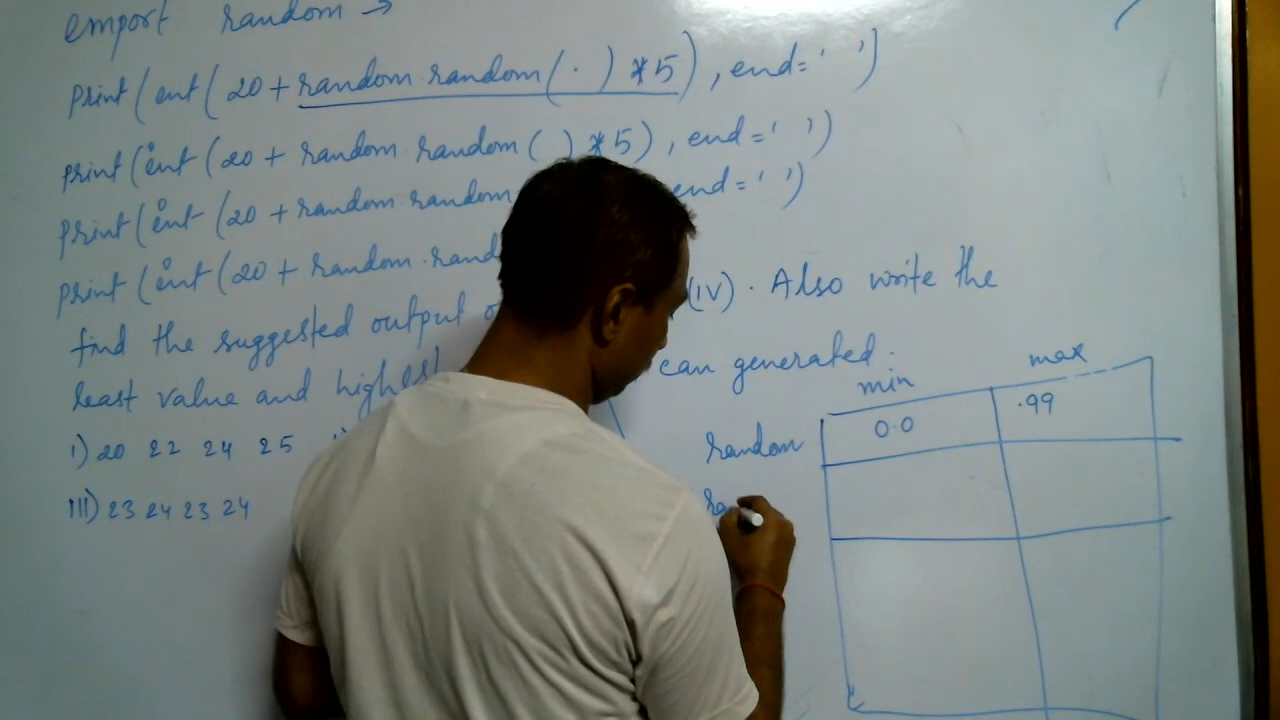 import random →
print(int(20 + random.random(.) *5), end=' ')
print(int(20 + random random ( ) *5), end=' ')
print(int(20 + random.random end=' ')
print(int(20 + random.
find the suggested output (IV). Also write the
least value and can generated.
min max
random 0.0 .99
I) 20 22 24 25
III) 23 24 23 24